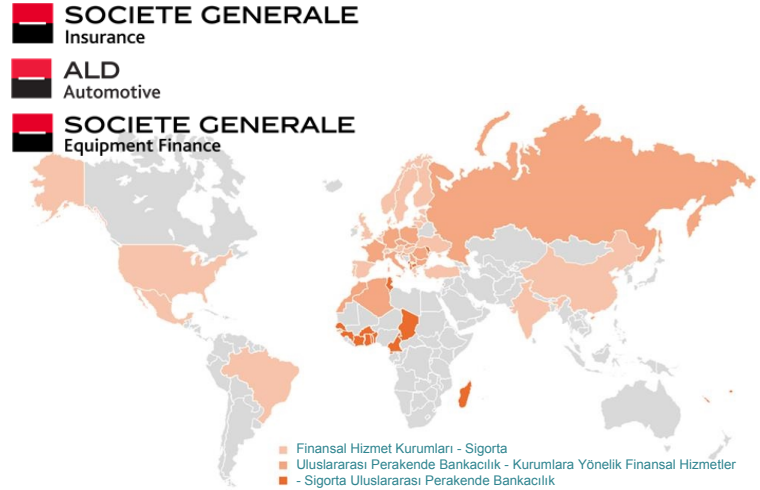 SOCIETE GENERALE
Insurance
ALD
Automotive
SOCIETE GENERALE
Equipment Finance
Finansal Hizmet Kurumları - Sigorta
Uluslararası Perakende Bankacılık - Kurumlara Yönelik Finansal Hizmetler
- Sigorta Uluslararası Perakende Bankacılık